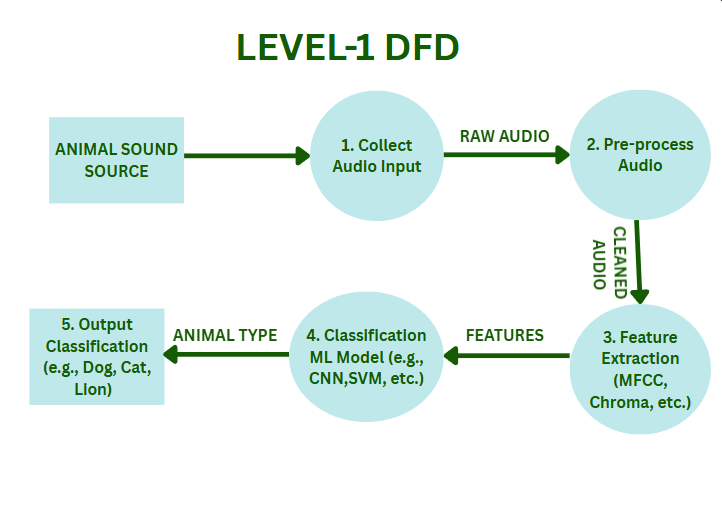 LEVEL-1 DFD
ANIMAL SOUND
SOURCE
1. Collect
Audio Input
RAW AUDIO
2. Pre-process
Audio
CLEANED
AUDIO
3. Feature
Extraction
(MFCC,
Chroma, etc.)
FEATURES
4. Classification
ML Model (e.g.,
CNN,SVM, etc.)
ANIMAL TYPE
5. Output
Classification
(e.g., Dog, Cat,
Lion)